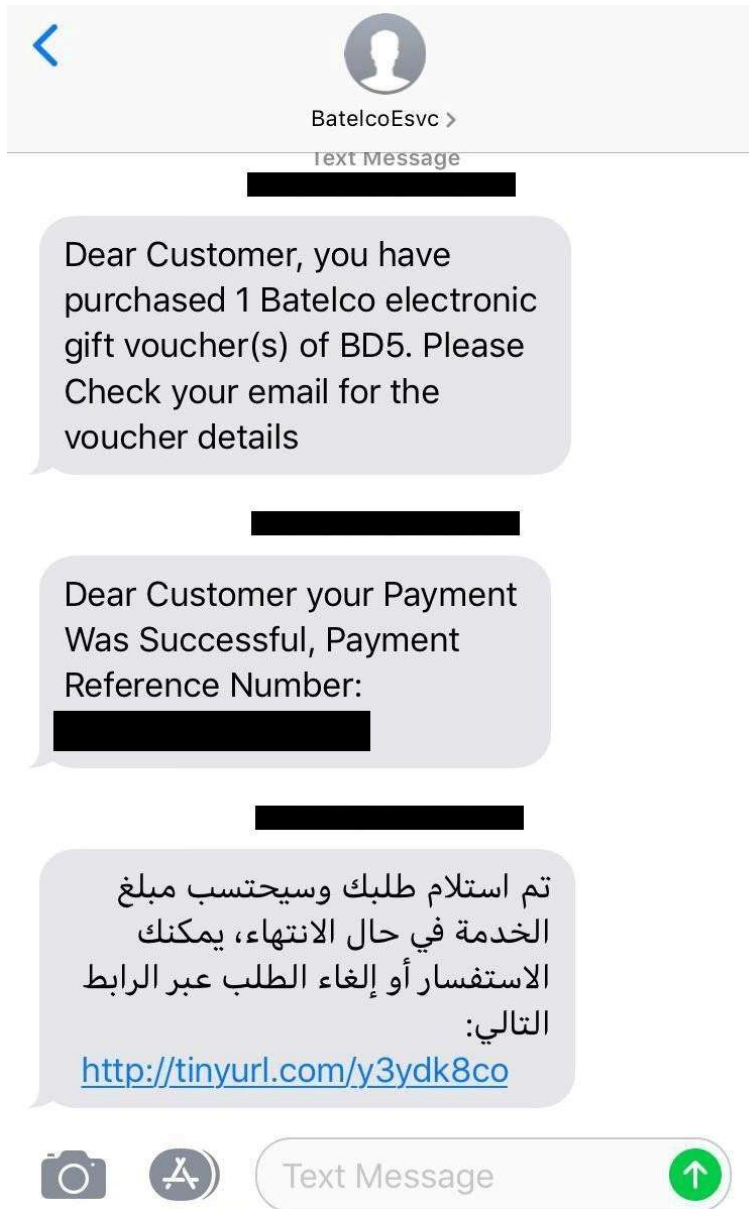 BatelcoEsvc >
Text Message
Dear Customer, you have
purchased 1 Batelco electronic
gift voucher(s) of BD5. Please
Check your email for the
voucher details
Dear Customer your Payment
Was Successful, Payment
Reference Number:
تم استلام طلبك وسيحتسب مبلغ
الخدمة في حال الانتهاء، يمكنك
الاستفسار أو إلغاء الطلب عبر الرابط
التالي:
http://tinyurl.com/y3ydk8co
Text Message